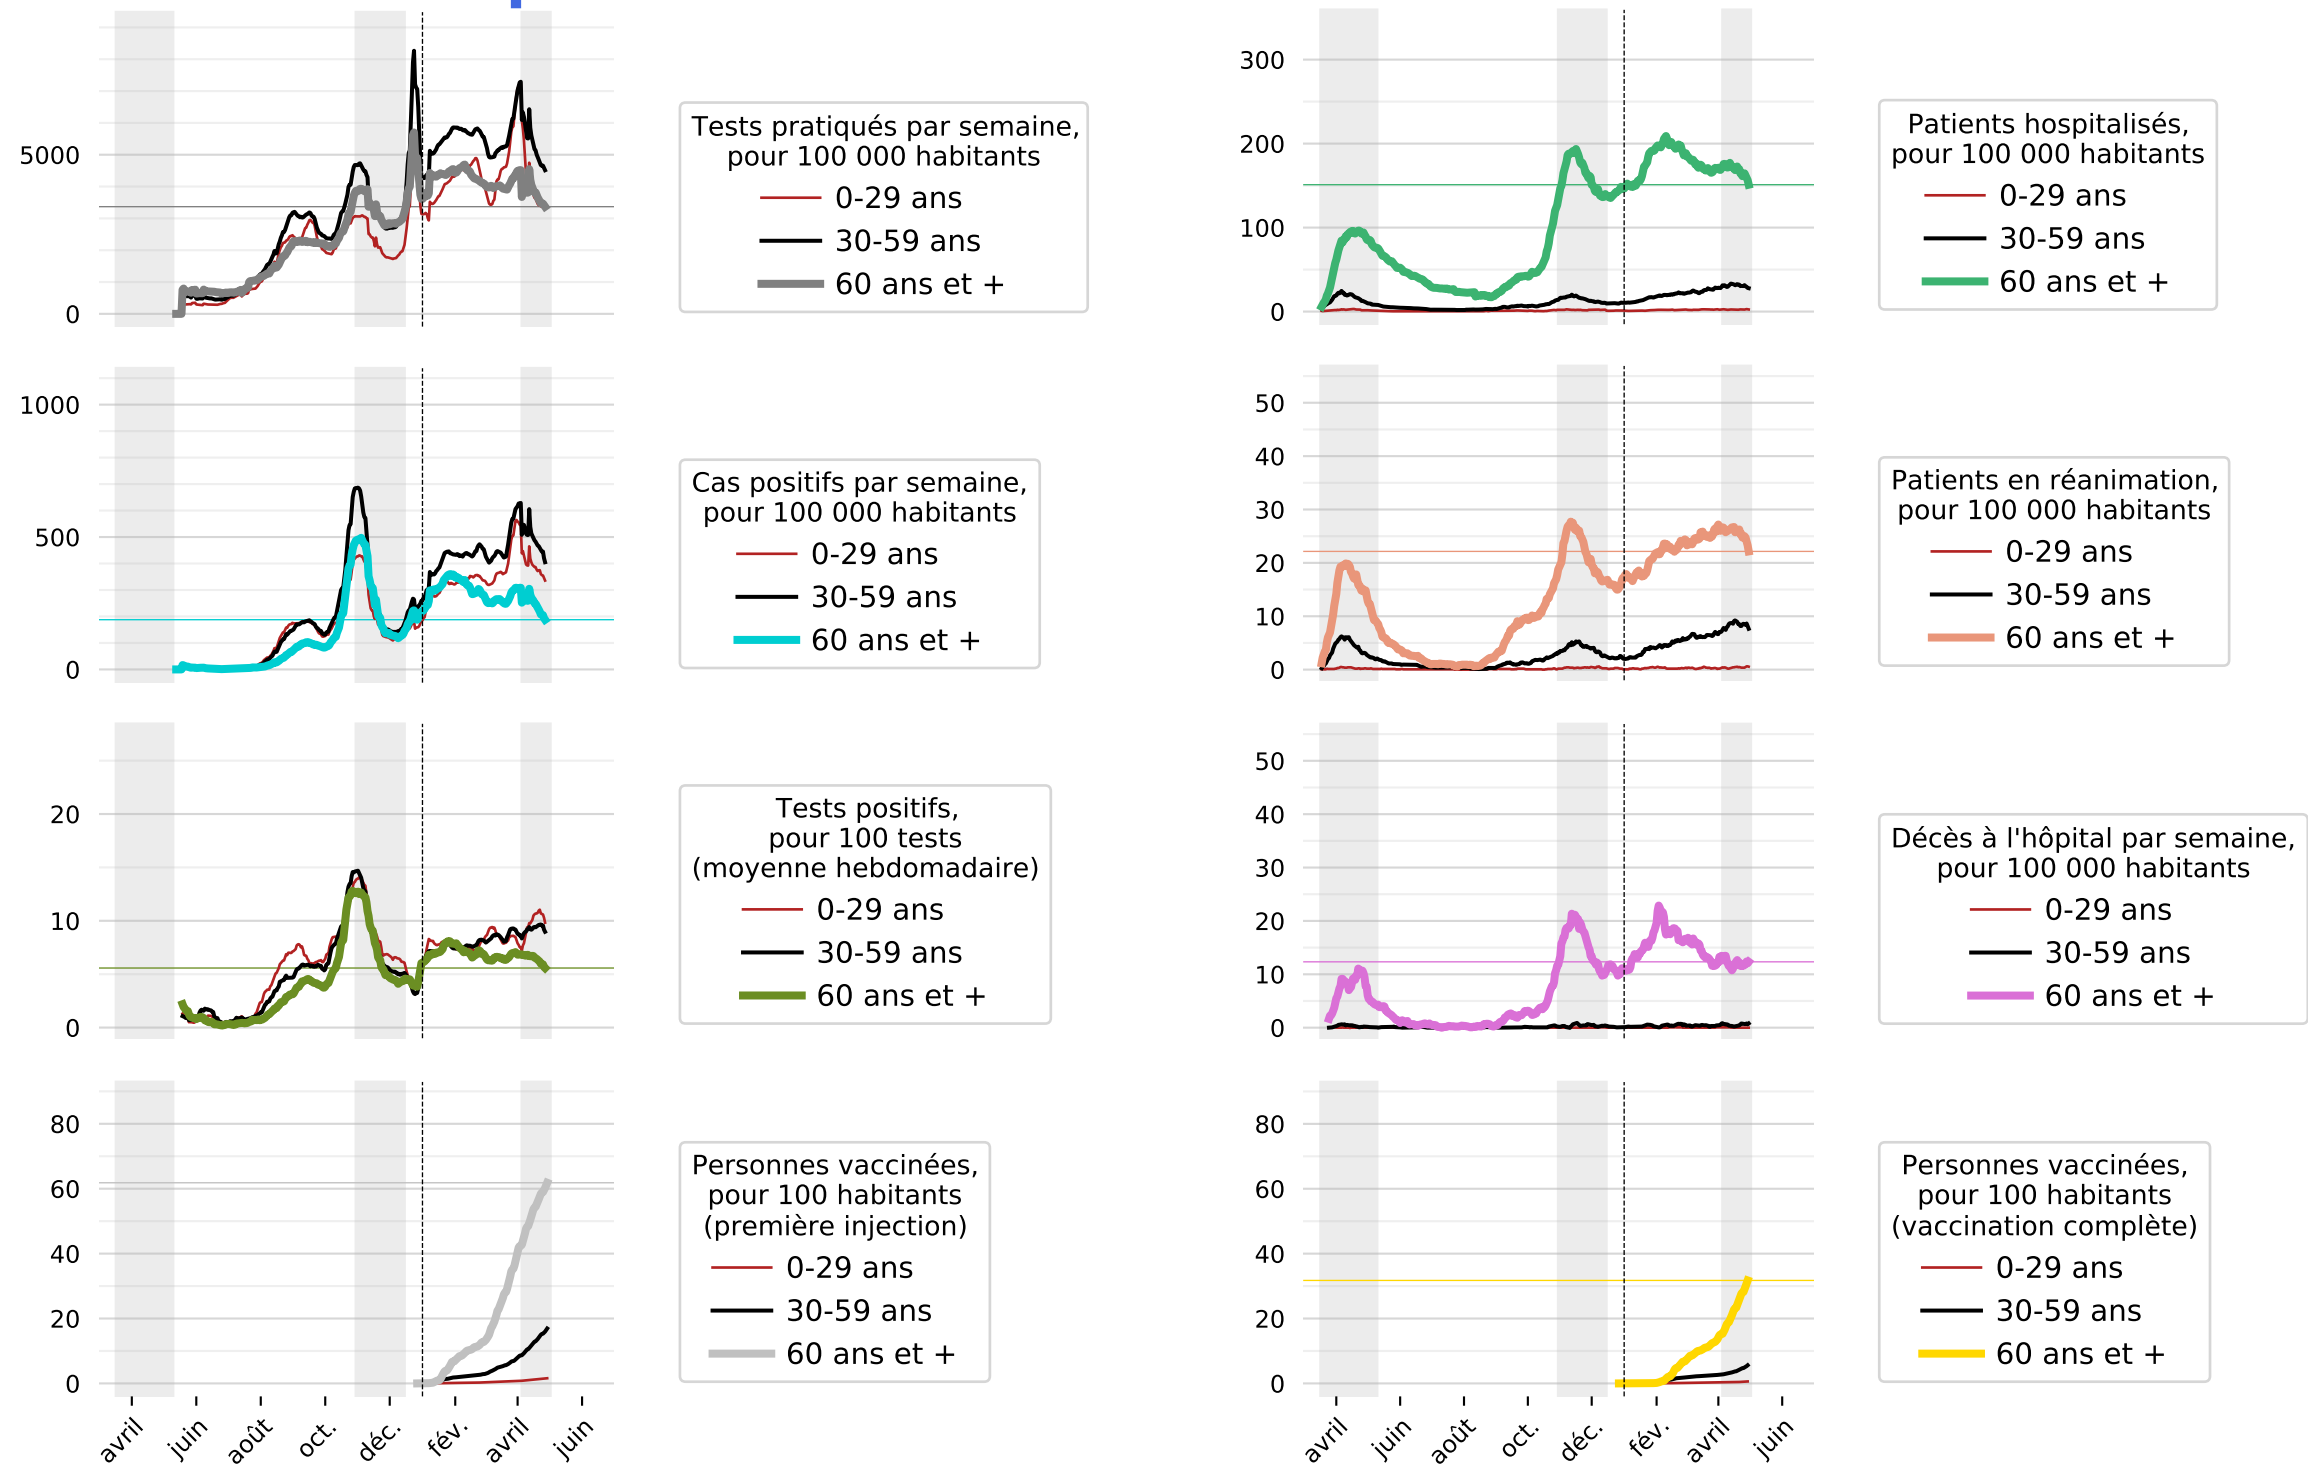 5000
0
Tests pratiqués par semaine,
pour 100 000 habitants
0-29 ans
30-59 ans
60 ans et +
300
200
100
0
Patients hospitalisés,
pour 100 000 habitants
0-29 ans
30-59 ans
60 ans et +
1000
500
0
Cas positifs par semaine,
pour 100 000 habitants
0-29 ans
30-59 ans
60 ans et +
50
40
30
20
10
0
Patients en réanimation,
pour 100 000 habitants
0-29 ans
30-59 ans
60 ans et +
20
10
0
Tests positifs,
pour 100 tests
(moyenne hebdomadaire)
0-29 ans
30-59 ans
60 ans et +
50
40
30
20
10
0
Décès à l'hôpital par semaine,
pour 100 000 habitants
0-29 ans
30-59 ans
60 ans et +
80
60
40
20
0
avril
juin
août
oct.
déc.
fév.
avril
juin
Personnes vaccinées,
pour 100 habitants
(première injection)
0-29 ans
30-59 ans
60 ans et +
80
60
40
20
0
avril
juin
août
oct.
déc.
fév.
avril
juin
Personnes vaccinées,
pour 100 habitants
(vaccination complète)
0-29 ans
30-59 ans
60 ans et +